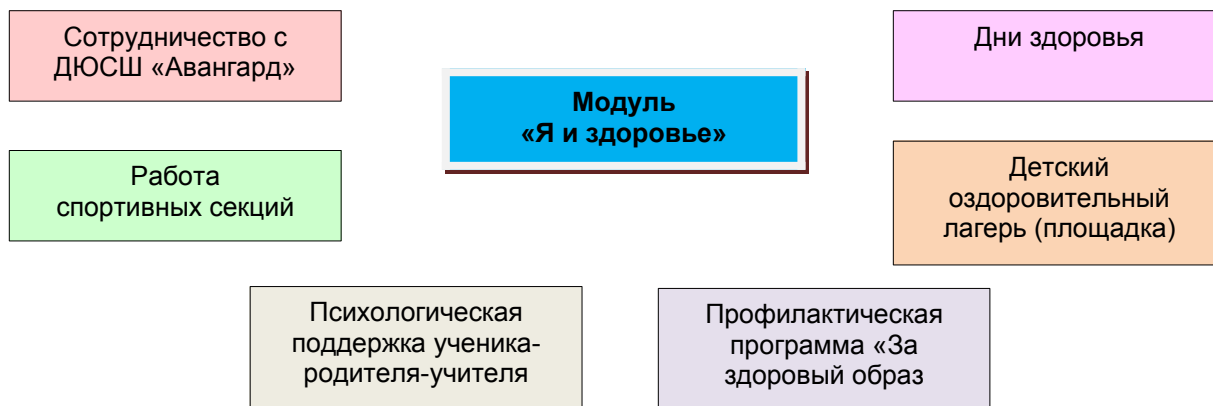 Сотрудничество с
ДЮСШ «Авангард»
Дни здоровья
Модуль
«Я и здоровье»
Работа
спортивных секций
Детский
оздоровительный
лагерь (площадка)
Психологическая
поддержка ученика-
родителя-учителя
Профилактическая
программа «За
здоровый образ